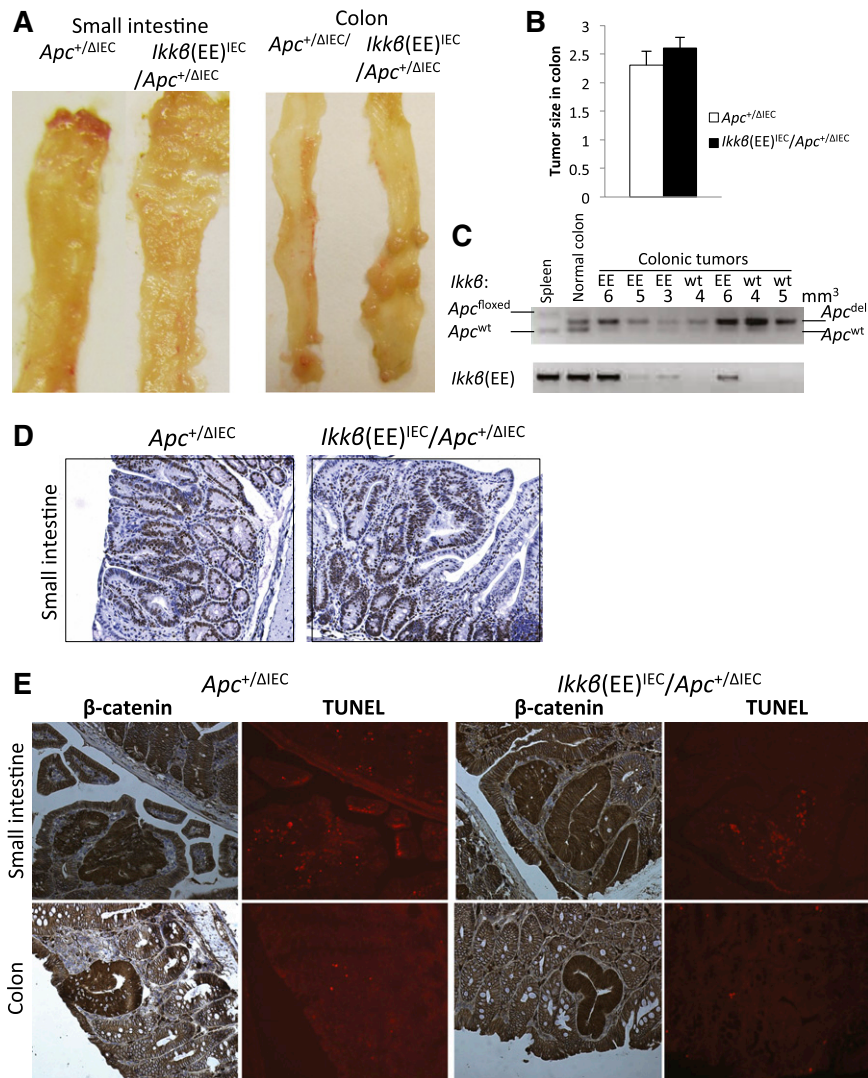 A
Small intestine
Apc+/ΔIEC
Ikkβ(EE)IEC
/Apc+/ΔIEC
Colon
Apc+/ΔIEC/
Ikkβ(EE)IEC
/Apc+/ΔIEC
B
Tumor size in colon
3
2.5
2
1.5
1
0.5
0
Apc+/ΔIEC
Ikkβ(EE)IEC/Apc+/ΔIEC
C
Spleen
Normal colon
Colonic tumors
Ikkβ:
EE EE EE wt EE wt wt
6 5 3 4 6 4 5 mm3
Apcfloxed
Apcdel
Apcwt
Apcwt
Ikkβ(EE)
D
Apc+/ΔIEC
Ikkβ(EE)IEC/Apc+/ΔIEC
Small intestine
E
Apc+/ΔIEC
Ikkβ(EE)IEC/Apc+/ΔIEC
β-catenin
TUNEL
β-catenin
TUNEL
Small intestine
Colon